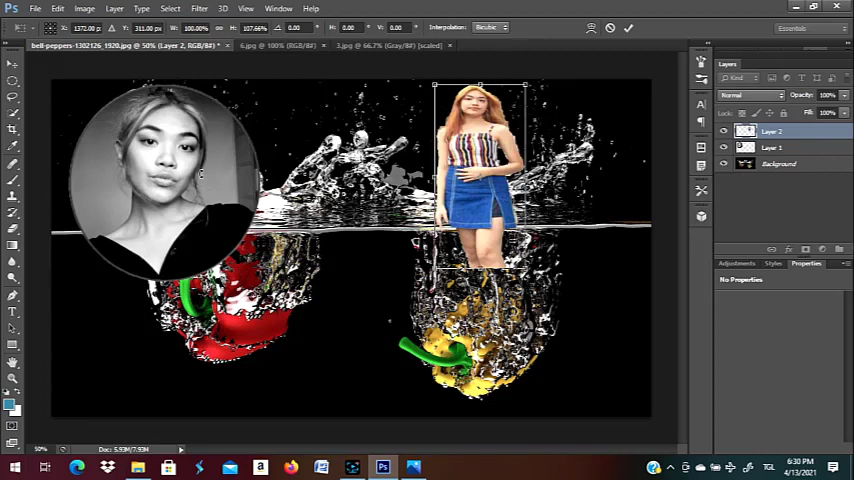 Ps File Edit Image Layer Type Select Filter 3D View Window Help
X: 1372.00 p Y: 311.00 px W: 100.00% H: 107.66% 0.00 ° H: 0.00 ° V: 0.00 ° Interpolation: Bicubic Essentials
bell-peppers-1302126_1920.jpg @ 50% (Layer 2, RGB/8#) * × 6.jpg @ 100% (RGB/8#) × 3.jpg @ 66.7% (Gray/8#) [scaled] ×
Layers
Kind
Normal Opacity: 100%
Lock: Fill: 100%
Layer 2
Layer 1
Background
Adjustments Styles Properties
No Properties
50% Doc: 5.93M/7.93M
TGL
6:30 PM
4/13/2021